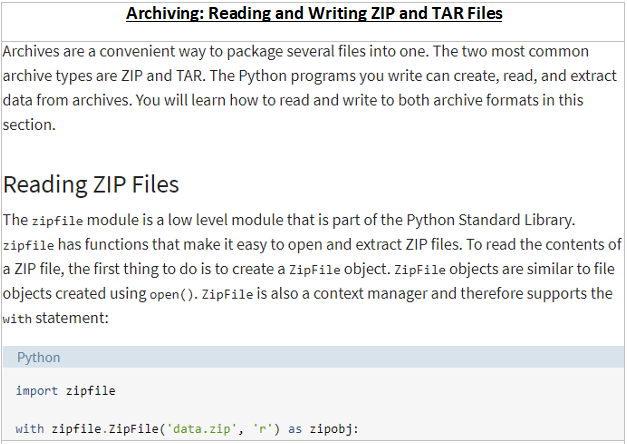 Archiving: Reading and Writing ZIP and TAR Files
Archives are a convenient way to package several files into one. The two most common
archive types are ZIP and TAR. The Python programs you write can create, read, and extract
data from archives. You will learn how to read and write to both archive formats in this
section.
Reading ZIP Files
The zipfile module is a low level module that is part of the Python Standard Library.
zipfile has functions that make it easy to open and extract ZIP files. To read the contents of
a ZIP file, the first thing to do is to create a ZipFile object. ZipFile objects are similar to file
objects created using open(). ZipFile is also a context manager and therefore supports the
with statement:
Python
import zipfile
with zipfile.ZipFile('data.zip', 'r') as zipobj: